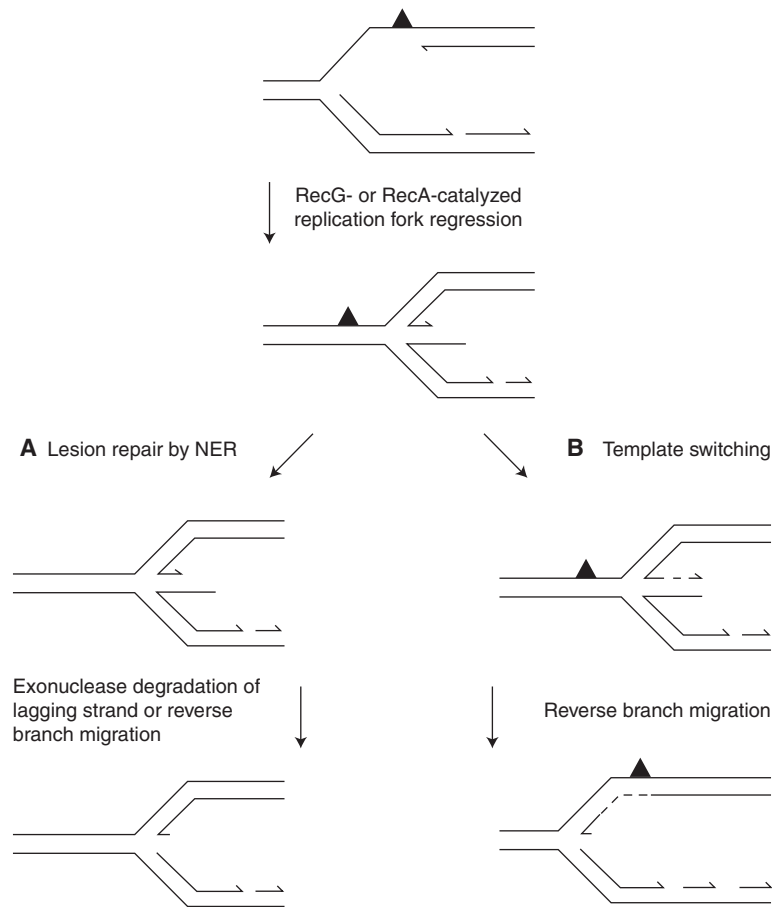 RecG- or RecA-catalyzed
replication fork regression
A Lesion repair by NER
B Template switching
Exonuclease degradation of
lagging strand or reverse
branch migration
Reverse branch migration